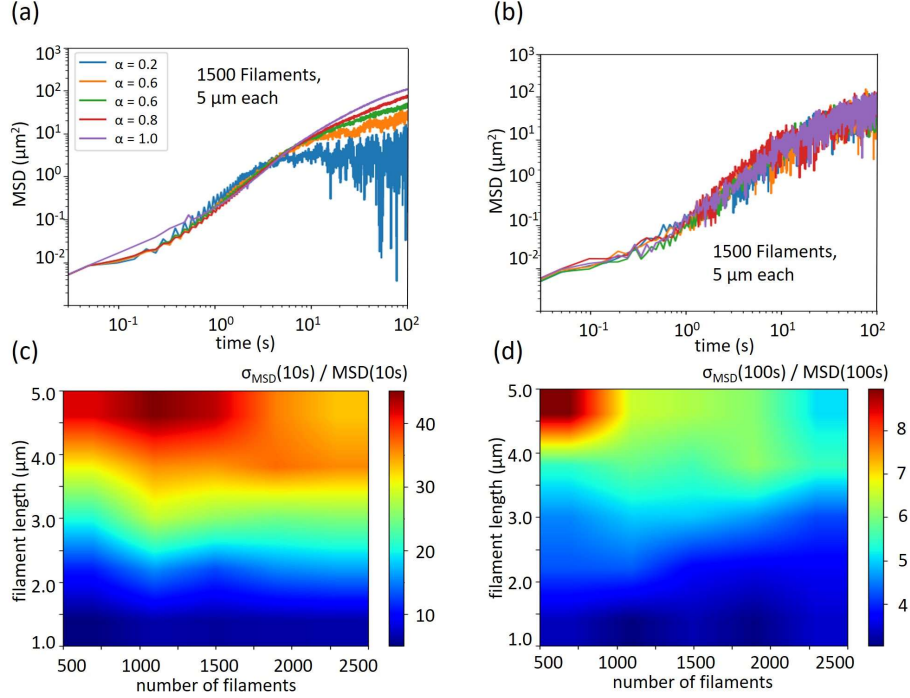 (a)
10³
10²
10¹
10⁰
10⁻¹
10⁻²
MSD (µm²)
α = 0.2
α = 0.6
α = 0.6
α = 0.8
α = 1.0
1500 Filaments,
5 µm each
10⁻¹
10⁰
10¹
10²
time (s)
(b)
10³
10²
10¹
10⁰
10⁻¹
10⁻²
MSD (µm²)
1500 Filaments,
5 µm each
10⁻¹
10⁰
10¹
10²
time (s)
(c)
σMSD(10s) / MSD(10s)
5.0
4.0
3.0
2.0
1.0
filament length (µm)
500
1000
1500
2000
2500
number of filaments
40
30
20
10
(d)
σMSD(100s) / MSD(100s)
5.0
4.0
3.0
2.0
1.0
filament length (µm)
500
1000
1500
2000
2500
number of filaments
8
7
6
5
4